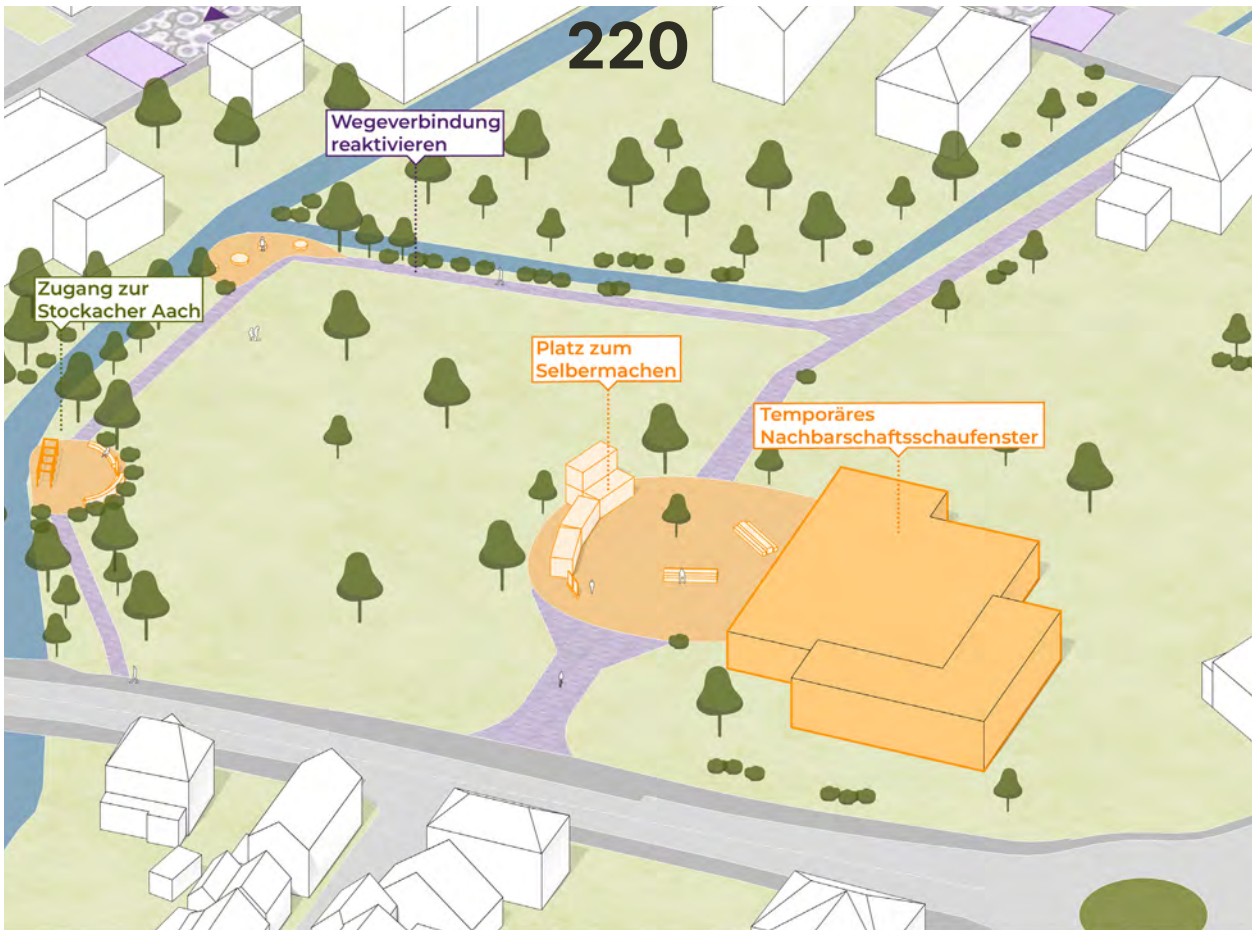 220
Wegeverbindung
reaktivieren
Zugang zur
Stockacher Aach
Platz zum
Selbermachen
Temporäres
Nachbarschaftsschaufenster